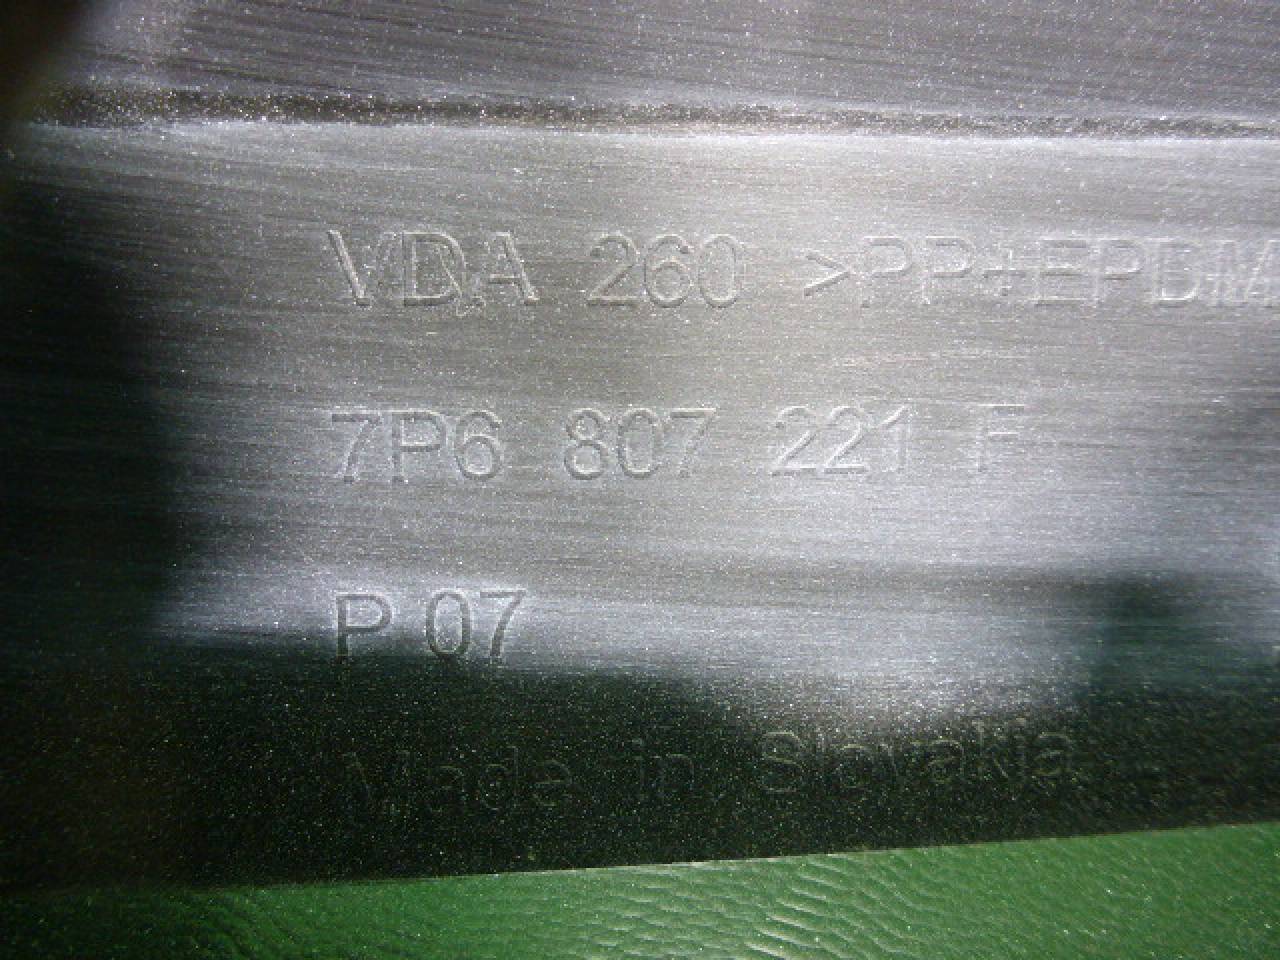 VDA 260 >PP+EPDM
7P6 807 221 F
P 07
Made in Slovakia